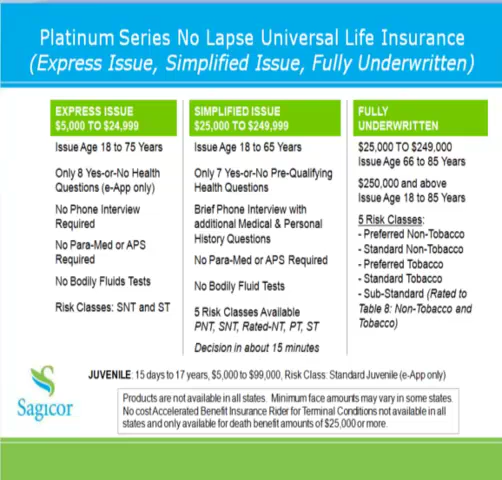 Platinum Series No Lapse Universal Life Insurance
(Express Issue, Simplified Issue, Fully Underwritten)
EXPRESS ISSUE
$5,000 TO $24,999
Issue Age 18 to 75 Years
Only 8 Yes-or-No Health
Questions (e-App only)
No Phone Interview
Required
No Para-Med or APS
Required
No Bodily Fluids Tests
Risk Classes: SNT and ST
SIMPLIFIED ISSUE
$25,000 TO $249,999
Issue Age 18 to 65 Years
Only 7 Yes-or-No Pre-Qualifying
Health Questions
Brief Phone Interview with
additional Medical & Personal
History Questions
No Para-Med or APS Required
No Bodily Fluid Tests
5 Risk Classes Available
PNT, SNT, Rated-NT, PT, ST
Decision in about 15 minutes
FULLY
UNDERWRITTEN
$25,000 TO $249,000
Issue Age 66 to 85 Years
$250,000 and above
Issue Age 18 to 85 Years
5 Risk Classes:
- Preferred Non-Tobacco
- Standard Non-Tobacco
- Preferred Tobacco
- Standard Tobacco
- Sub-Standard (Rated to
Table 8: Non-Tobacco and
Tobacco)
JUVENILE: 15 days to 17 years, $5,000 to $99,000, Risk Class: Standard Juvenile (e-App only)
Sagicor
Products are not available in all states. Minimum face amounts may vary in some states.
No cost Accelerated Benefit Insurance Rider for Terminal Conditions not available in all
states and only available for death benefit amounts of $25,000 or more.